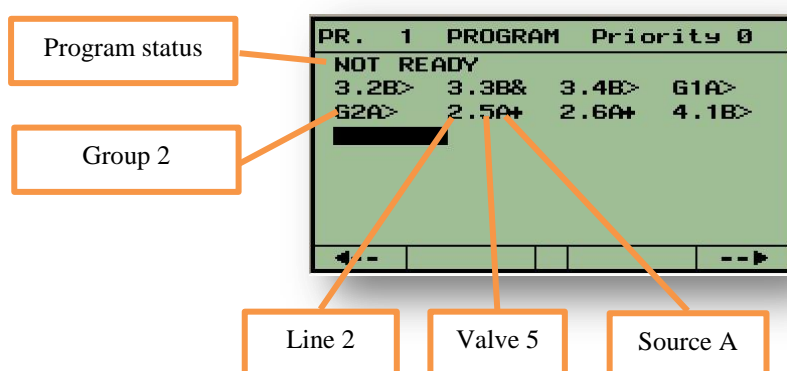 Program status
PR. 1 PROGRAM Priority 0
NOT READY
3.2B> 3.3B& 3.4B> G1A>
G2A> 2.5A+ 2.6A+ 4.1B>
Group 2
Line 2
Valve 5
Source A